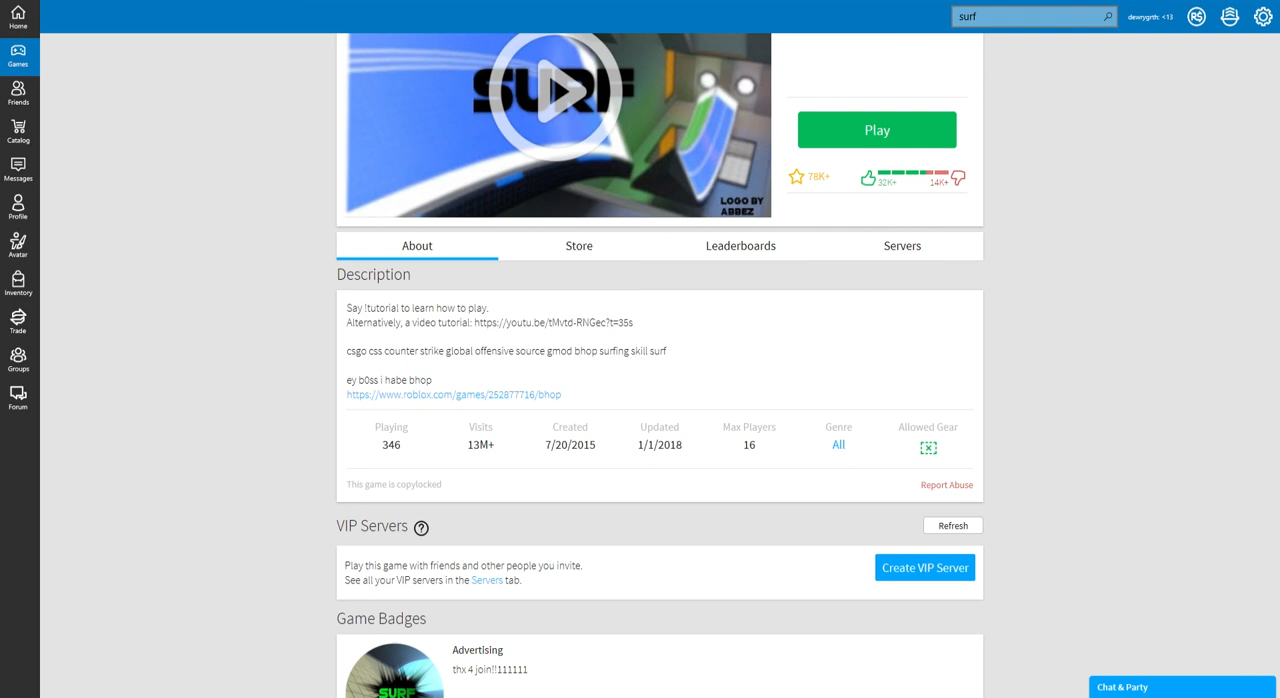 surf
dewrygrth: <13
R$
Home
Games
Friends
Catalog
Messages
Profile
Avatar
Inventory
Trade
Groups
Forum
SURF
LOGO BY
ABBEZ
Play
78K+
32K+
14K+
About
Store
Leaderboards
Servers
Description
Say !tutorial to learn how to play.
Alternatively, a video tutorial: https://youtu.be/tMvtd-RNGec?t=35s
csgo css counter strike global offensive source gmod bhop surfing skill surf
ey b0ss i habe bhop
https://www.roblox.com/games/252877716/bhop
Playing Visits Created Updated Max Players Genre Allowed Gear
346 13M+ 7/20/2015 1/1/2018 16 All
This game is copylocked
Report Abuse
VIP Servers ?
Refresh
Play this game with friends and other people you invite.
See all your VIP servers in the Servers tab.
Create VIP Server
Game Badges
SURF
Advertising
thx 4 join!!111111
Chat & Party